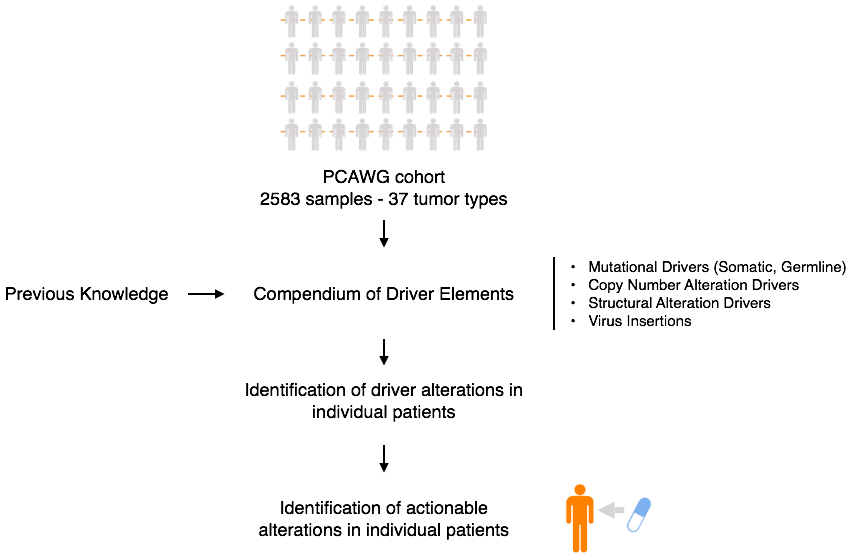 PCAWG cohort
2583 samples - 37 tumor types
Previous Knowledge
Compendium of Driver Elements
• Mutational Drivers (Somatic, Germline)
• Copy Number Alteration Drivers
• Structural Alteration Drivers
• Virus Insertions
Identification of driver alterations in
individual patients
Identification of actionable
alterations in individual patients